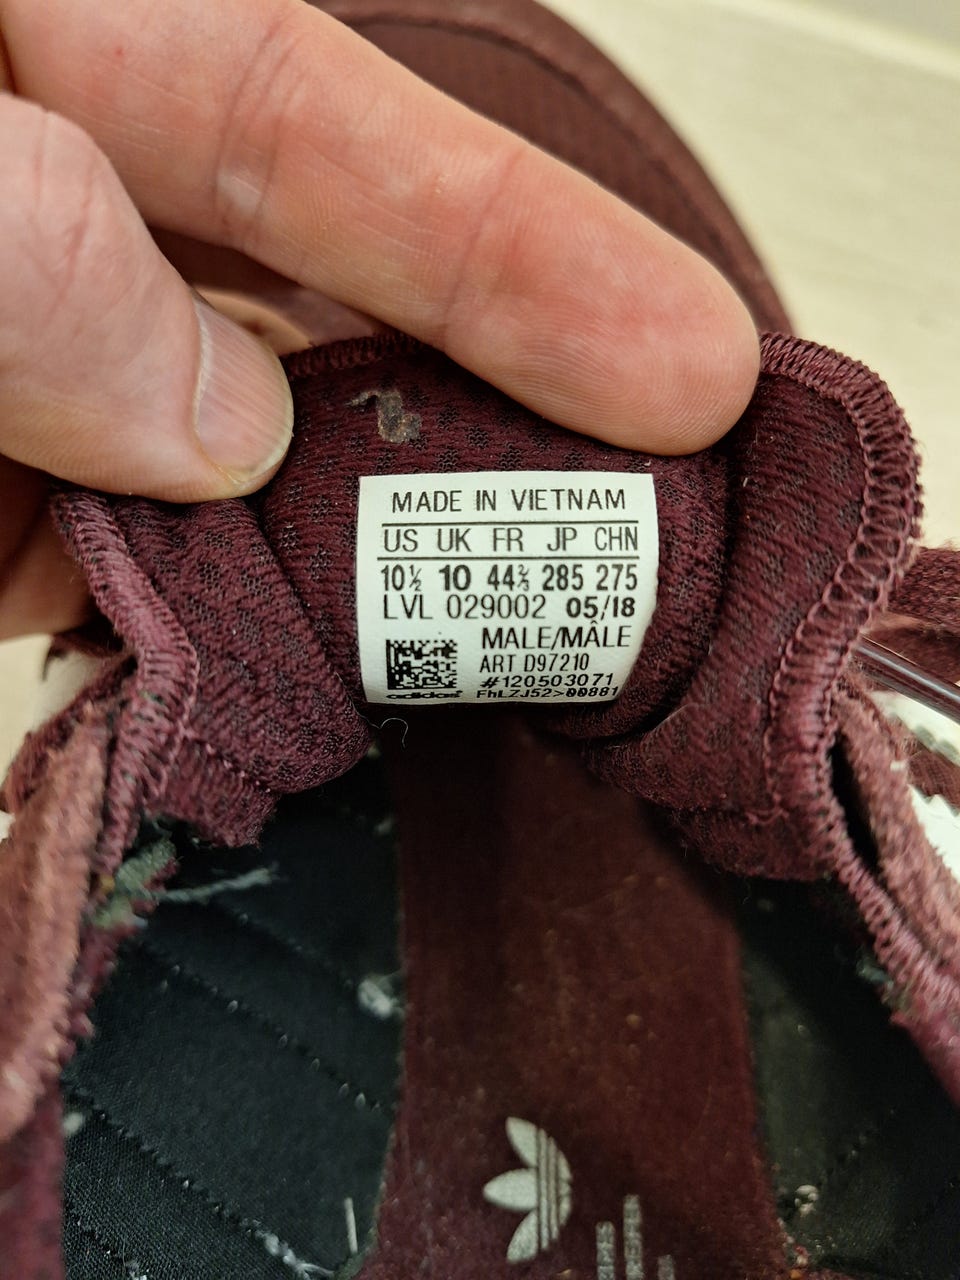 MADE IN VIETNAM
US UK FR JP CHN
10½ 10 44⅔ 285 275
LVL 029002 05/18
MALE/MÂLE
ART D97210
#120503071
adidas FhLZJ52>00881